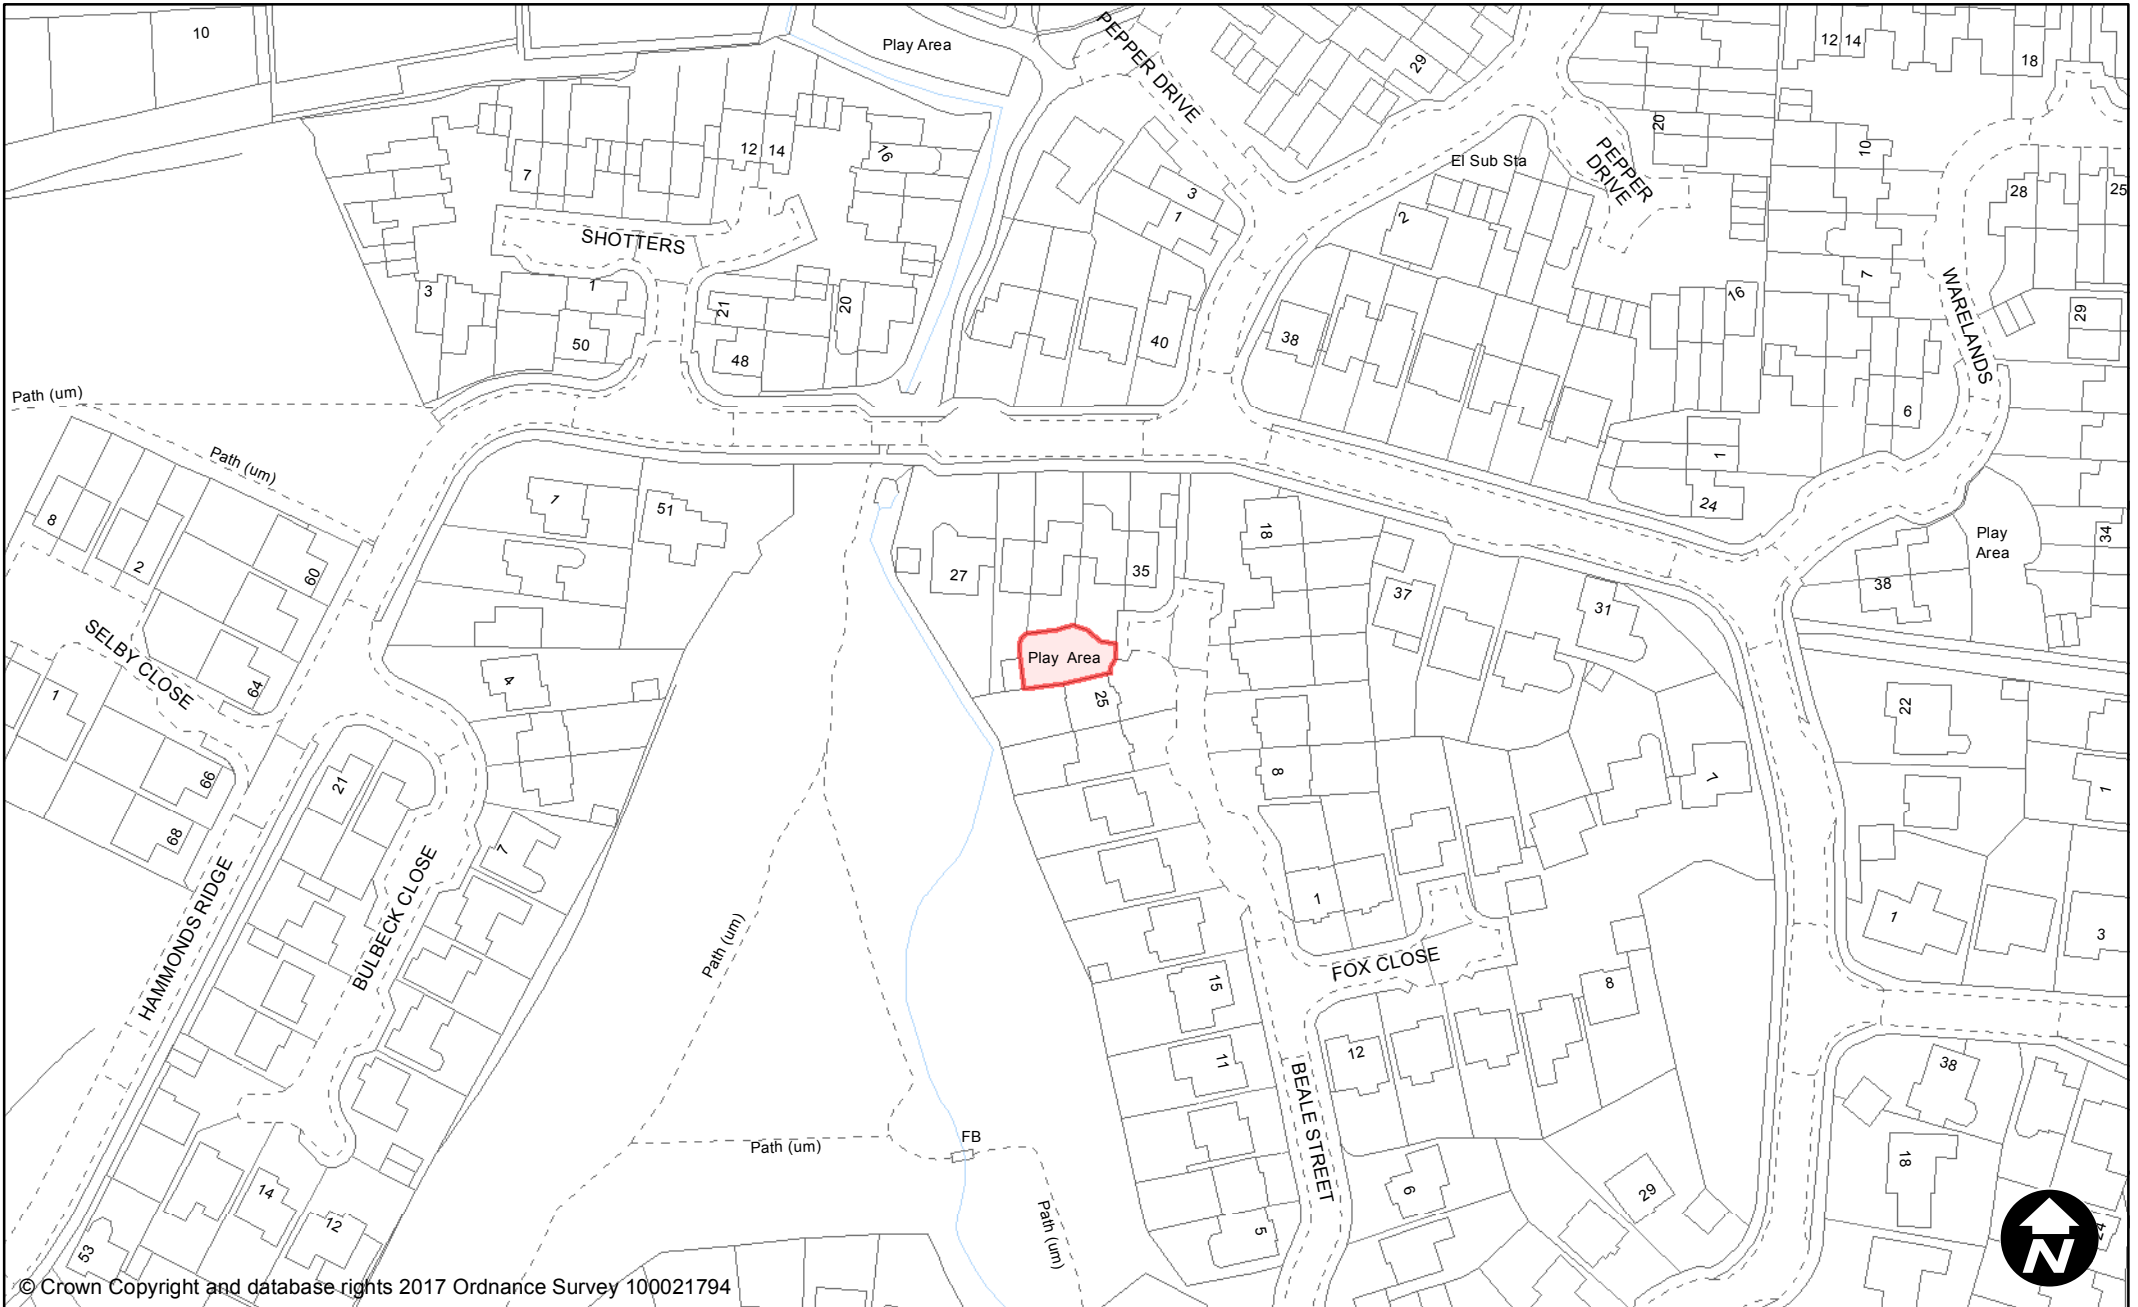 10
Play Area
PEPPER DRIVE
29
12 14
18
12 14
16
7
El Sub Sta
20
PEPPER
DRIVE
10
28
25
3
1
2
SHOTTERS
3
1
50
21
48
20
40
38
16
7
WARELANDS
29
6
Path (um)
Path (um)
1
24
8
2
60
1
51
27
35
18
37
31
38
Play
Area
34
SELBY CLOSE
1
64
4
Play Area
25
22
66
68
21
7
8
7
1
HAMMONDS RIDGE
BULBECK CLOSE
Path (um)
1
FOX CLOSE
1
3
15
8
11
12
BEALE STREET
38
Path (um)
FB
Path (um)
14
12
53
5
6
29
18
24
N
© Crown Copyright and database rights 2017 Ordnance Survey 100021794